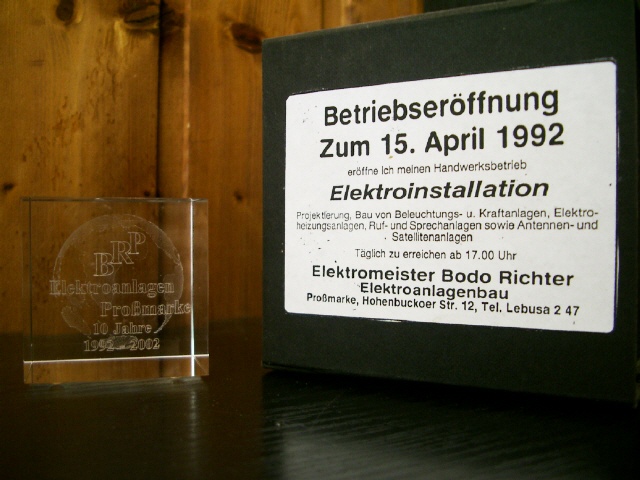 BRP
Elektroanlagen
Proßmarke
10 Jahre
1992 - 2002
Betriebseröffnung
Zum 15. April 1992
eröffne ich meinen Handwerksbetrieb
Elektroinstallation
Projektierung, Bau von Beleuchtungs- u. Kraftanlagen, Elektro-
heizungsanlagen, Ruf- und Sprechanlagen sowie Antennen- und
Satellitenanlagen
Täglich zu erreichen ab 17.00 Uhr
Elektromeister Bodo Richter
Elektroanlagenbau
Proßmarke, Hohenbuckoer Str. 12, Tel. Lebusa 2 47